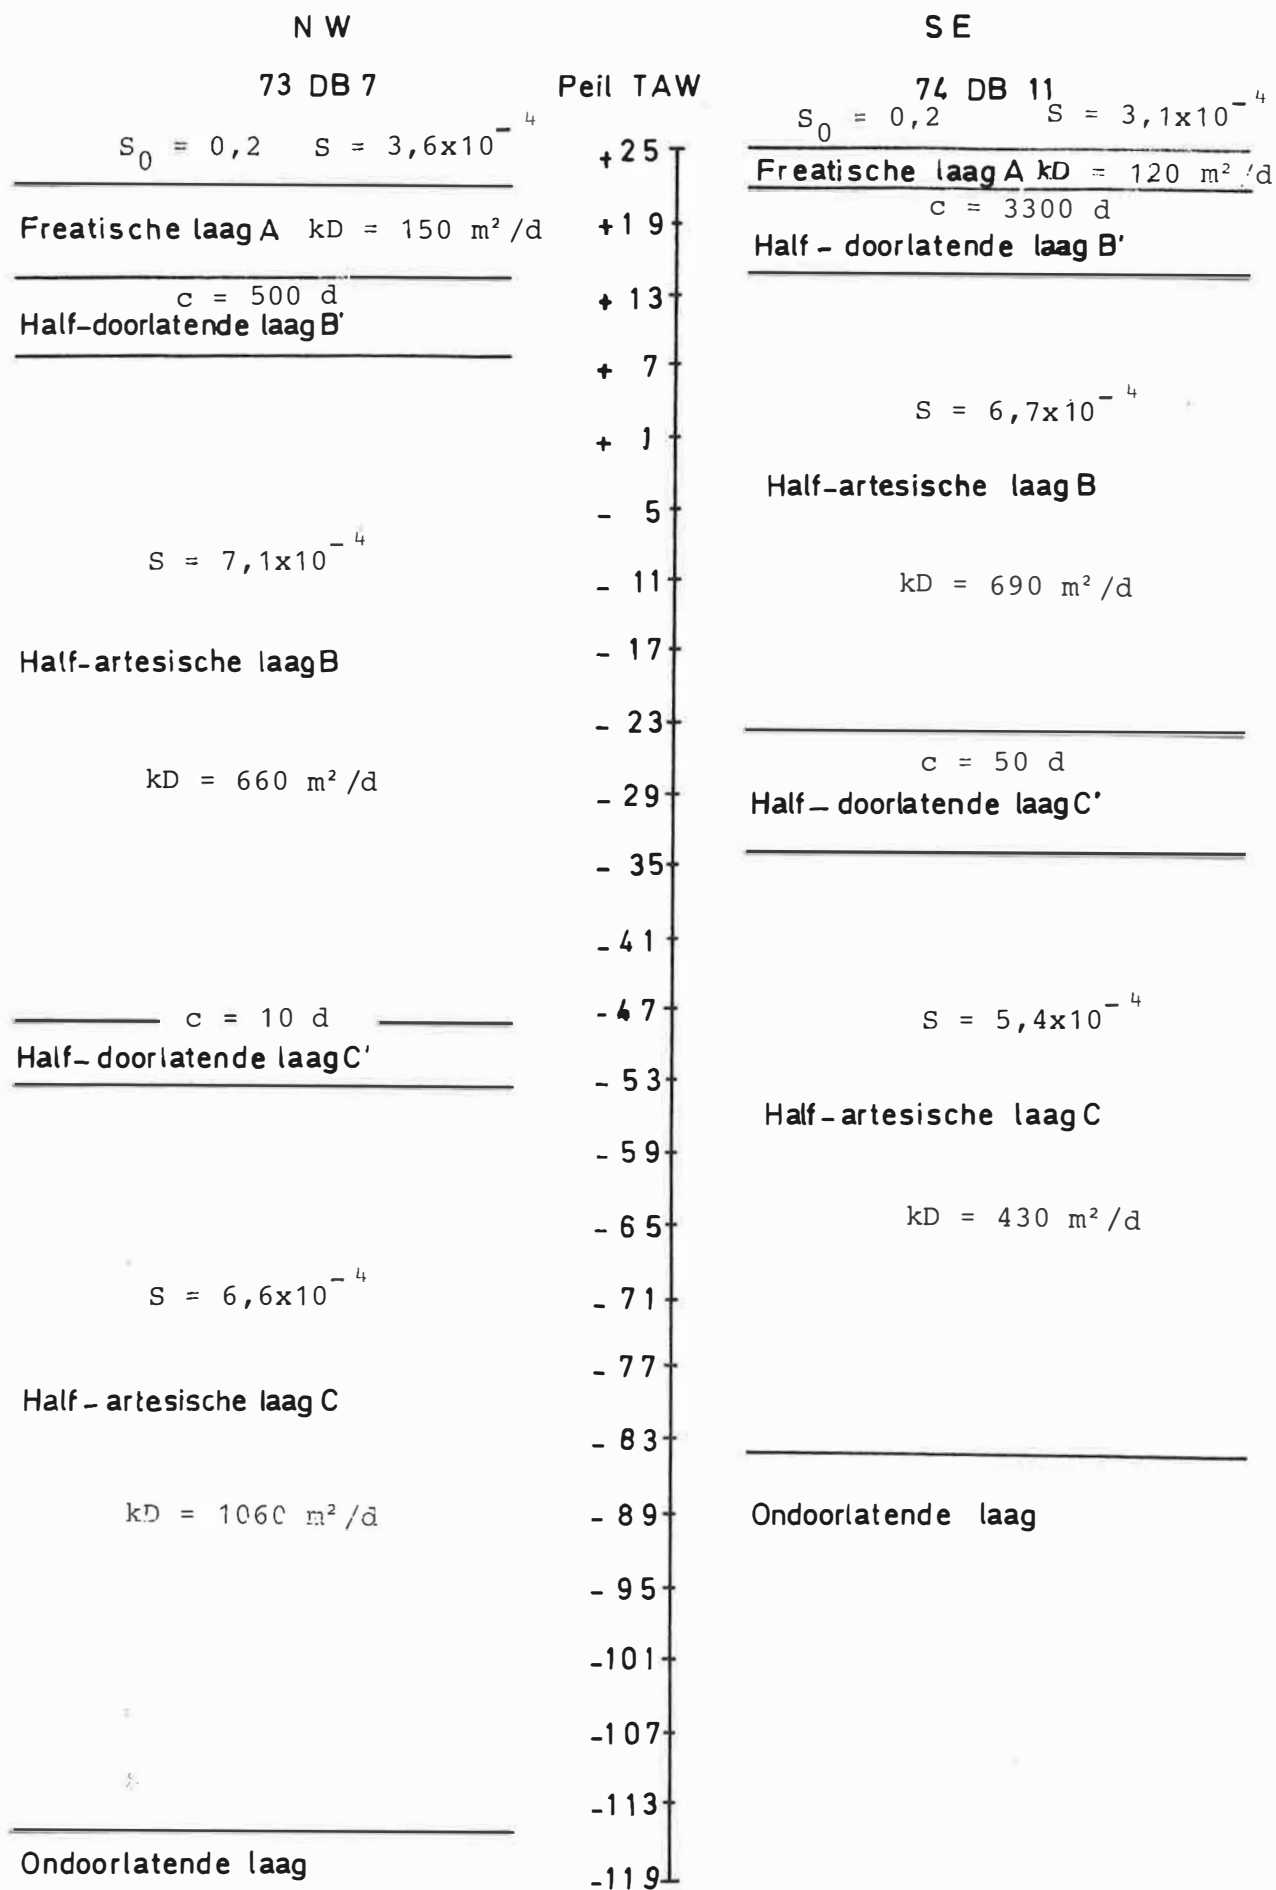 NW
73 DB 7
S₀ = 0,2 S = 3,6x10⁻⁴
Freatische laag A kD = 150 m²/d
c = 500 d
Half-doorlatende laag B'
S = 7,1x10⁻⁴
Half-artesische laag B
kD = 660 m²/d
c = 10 d
Half-doorlatende laag C'
S = 6,6x10⁻⁴
Half-artesische laag C
kD = 1060 m²/d
Ondoorlatende laag
Peil TAW
+25
+19
+13
+ 7
+ 1
- 5
- 11
- 17
- 23
- 29
- 35
- 41
- 47
- 53
- 59
- 65
- 71
- 77
- 83
- 89
- 95
-101
-107
-113
-119
SE
74 DB 11
S₀ = 0,2 S = 3,1x10⁻⁴
Freatische laag A kD = 120 m²/d
c = 3300 d
Half-doorlatende laag B'
S = 6,7x10⁻⁴
Half-artesische laag B
kD = 690 m²/d
c = 50 d
Half-doorlatende laag C'
S = 5,4x10⁻⁴
Half-artesische laag C
kD = 430 m²/d
Ondoorlatende laag